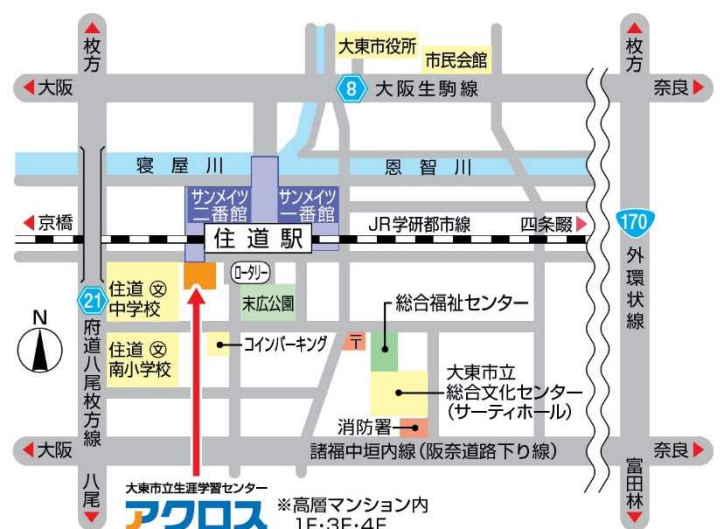 枚方
枚方
大東市役所
市民会館
大阪
8
大阪生駒線
奈良
寝屋川
恩智川
サンメイツ
二番館
サンメイツ
一番館
京橋
JR学研都市線
四条畷
住道駅
170
外環状線
ロータリー
21
府道八尾枚方線
住道 文
中学校
末広公園
総合福祉センター
N
住道 文
南小学校
コインパーキング
〒
大東市立
総合文化センター
(サーティホール)
消防署
大阪
諸福中垣内線(阪奈道路下り線)
奈良
八尾
富田林
大東市立生涯学習センター
アクロス
※高層マンション内
1F・3F・4F